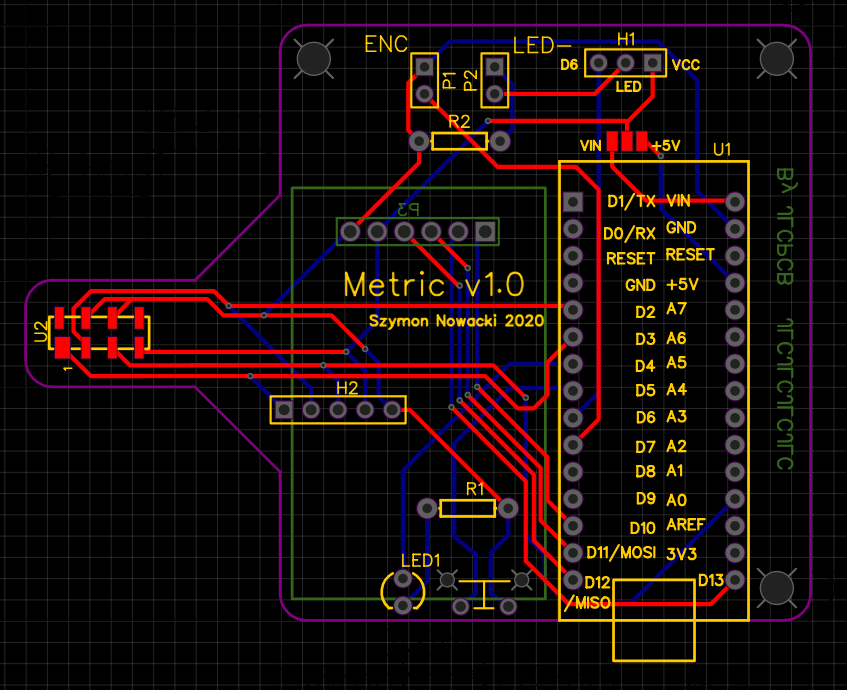 ENC
LED-
H1
D6
VCC
LED
P1
P2
R2
VIN
+5V
U1
D1/TX VIN
P3
D0/RX GND
RESET RESET
GND +5V
Metric v1.0
D2 A7
Szymon Nowacki 2020
U2
D3 A6
D4 A5
1
H2
D5 A4
D6 A3
D7 A2
D8 A1
R1
D9 A0
D10 AREF
D11/MOSI 3V3
LED1
D12
D13
/MISO